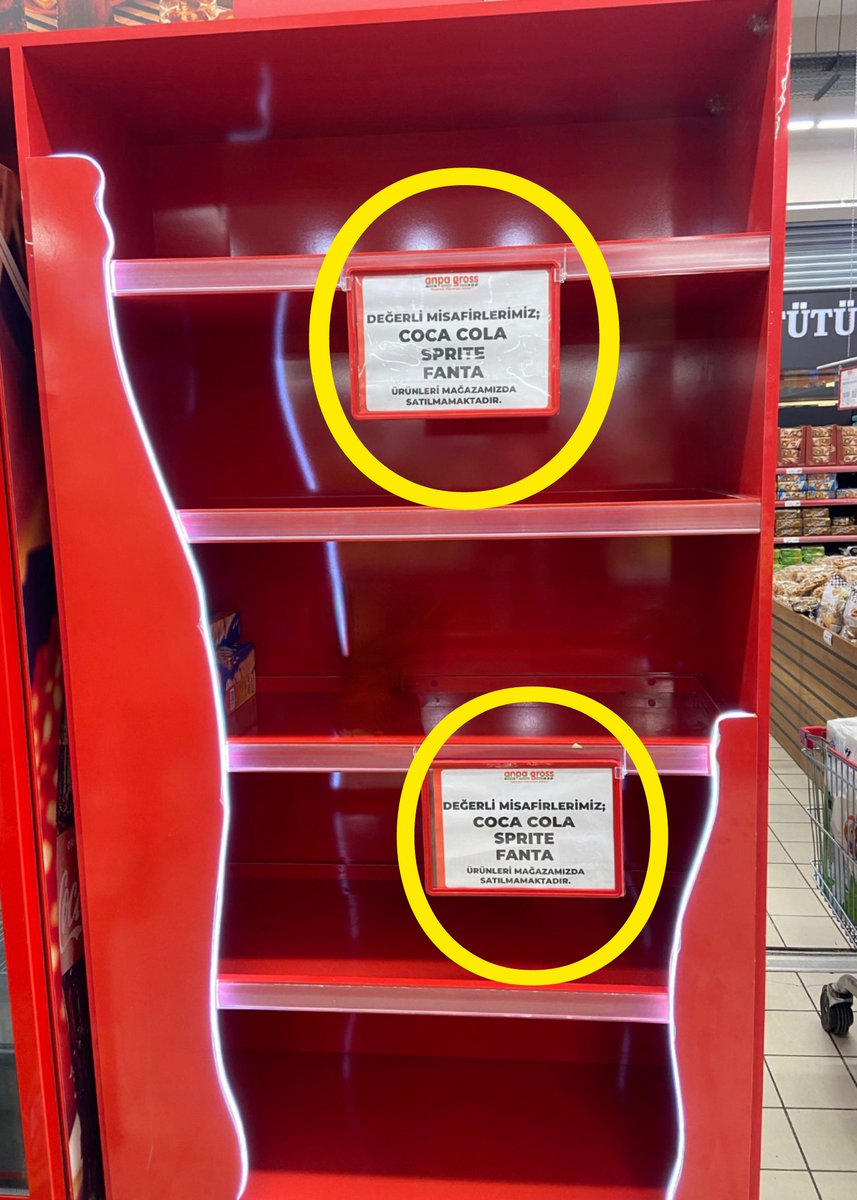 anpa gross
DEĞERLİ MİSAFİRLERİMİZ;
COCA COLA
SPRITE
FANTA
ÜRÜNLERİ MAĞAZAMIZDA
SATILMAMAKTADIR.
TÜTÜ
anpa gross
DEĞERLİ MİSAFİRLERİMİZ;
COCA COLA
SPRITE
FANTA
ÜRÜNLERİ MAĞAZAMIZDA
SATILMAMAKTADIR.